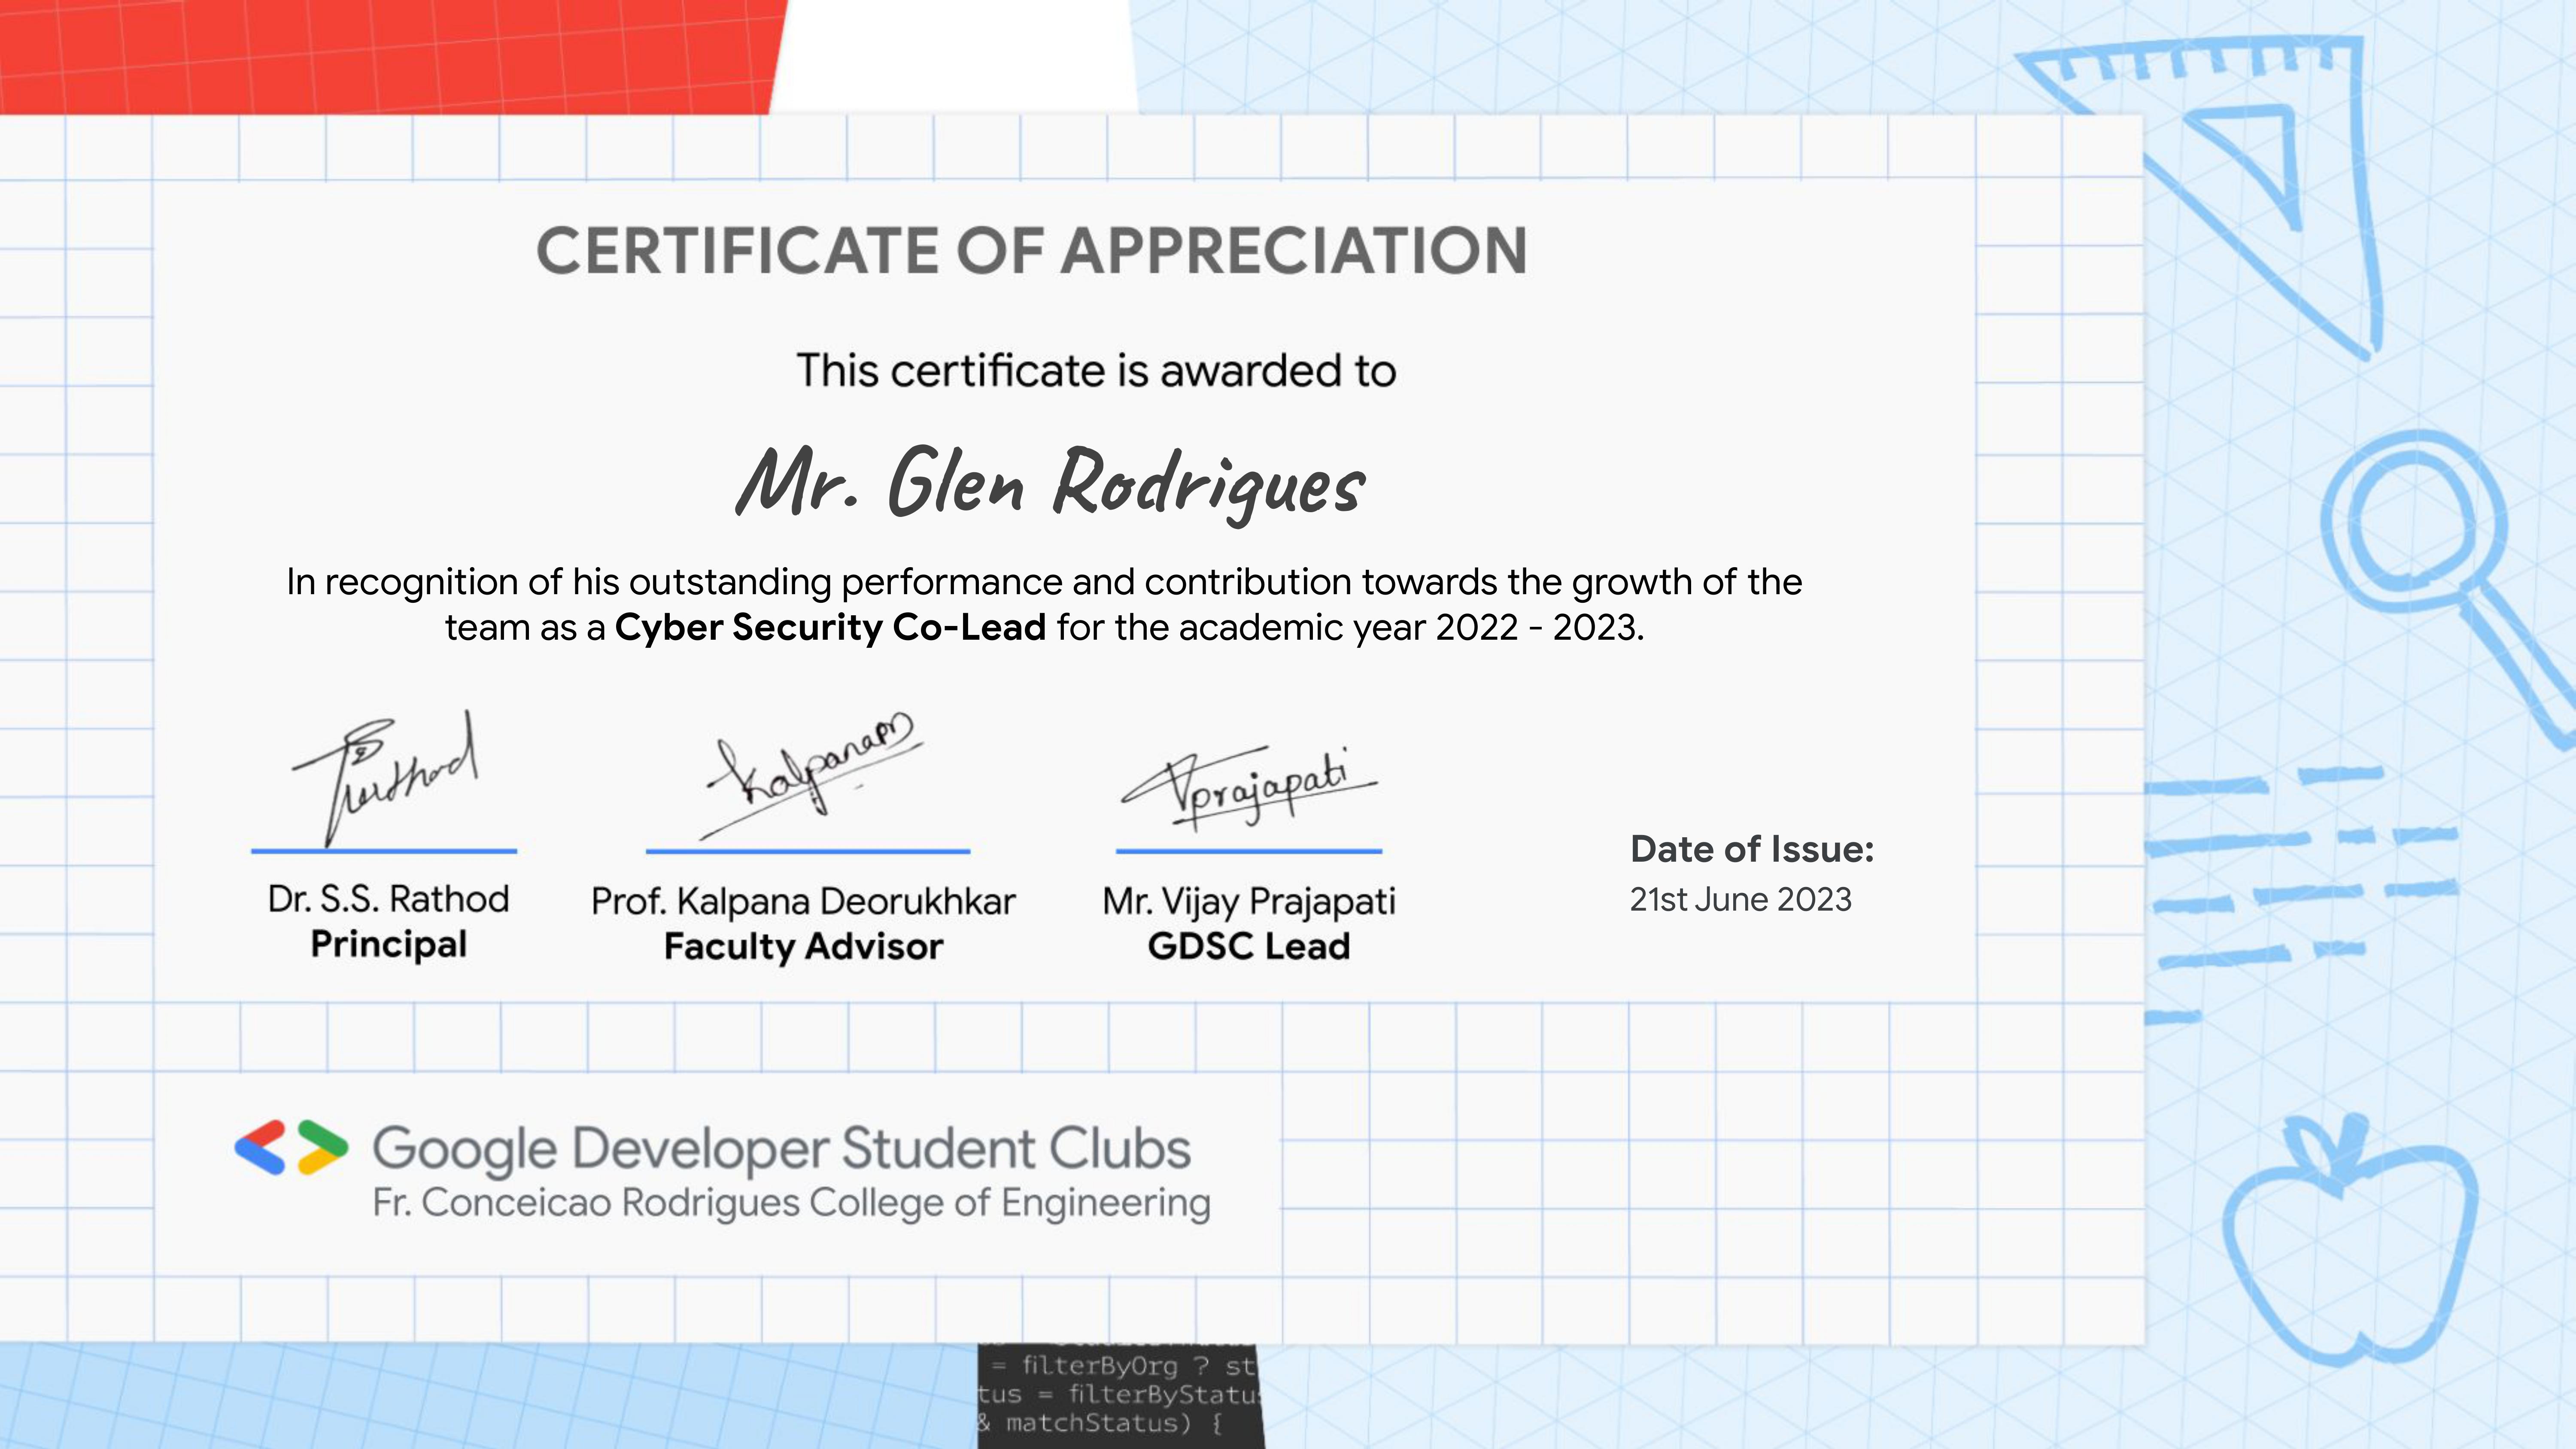 CERTIFICATE OF APPRECIATION
This certificate is awarded to
Mr. Glen Rodrigues
In recognition of his outstanding performance and contribution towards the growth of the
team as a Cyber Security Co-Lead for the academic year 2022 - 2023.
Rathod
Kalpana
Vprajapati
Dr. S.S. Rathod
Principal
Prof. Kalpana Deorukhkar
Faculty Advisor
Mr. Vijay Prajapati
GDSC Lead
Date of Issue:
21st June 2023
Google Developer Student Clubs
Fr. Conceicao Rodrigues College of Engineering
= filterByOrg ? st
tus = filterByStatus
& matchStatus) {